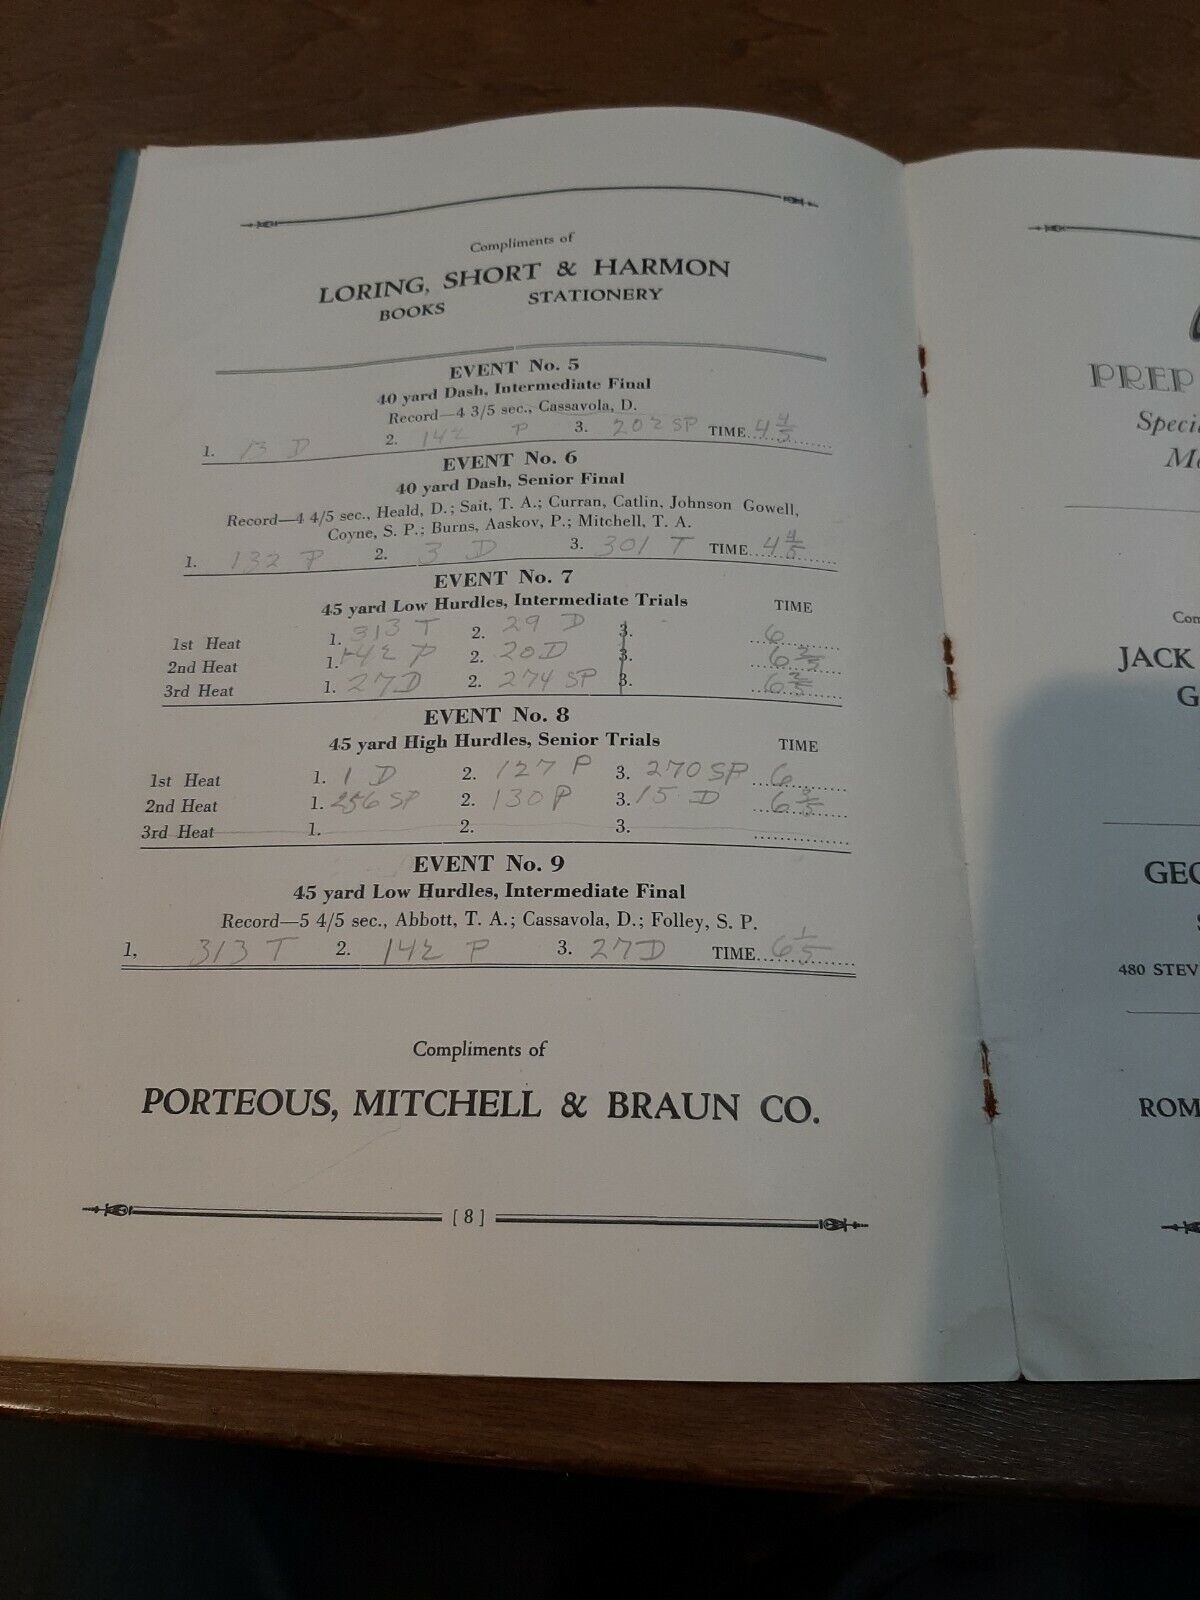 Compliments of
LORING, SHORT & HARMON
BOOKS STATIONERY
EVENT No. 5
40 yard Dash, Intermediate Final
Record—4 3/5 sec., Cassavola, D.
1. 13 D 2. 142 P 3. 202 SP TIME 4 4/5
EVENT No. 6
40 yard Dash, Senior Final
Record—4 4/5 sec., Heald, D.; Sait, T. A.; Curran, Catlin, Johnson Gowell,
Coyne, S. P.; Burns, Aaskov, P.; Mitchell, T. A.
1. 132 P 2. 3 D 3. 301 T TIME 4 4/5
EVENT No. 7
45 yard Low Hurdles, Intermediate Trials TIME
1st Heat 1. 313 T 2. 29 D 3. 6
2nd Heat 1. 142 P 2. 20 D 3. 6 2/5
3rd Heat 1. 27 D 2. 274 SP 3. 6 2/5
EVENT No. 8
45 yard High Hurdles, Senior Trials TIME
1st Heat 1. 1 D 2. 127 P 3. 270 SP 6
2nd Heat 1. 256 SP 2. 130 P 3. 15 D 6
3rd Heat 1. 2. 3.
EVENT No. 9
45 yard Low Hurdles, Intermediate Final
Record—5 4/5 sec., Abbott, T. A.; Cassavola, D.; Folley, S. P.
1, 313 T 2. 142 P 3. 27 D TIME 6 1/5
Compliments of
PORTEOUS, MITCHELL & BRAUN CO.
[ 8 ]
PREP
JACK
G
480 STEV
ROM